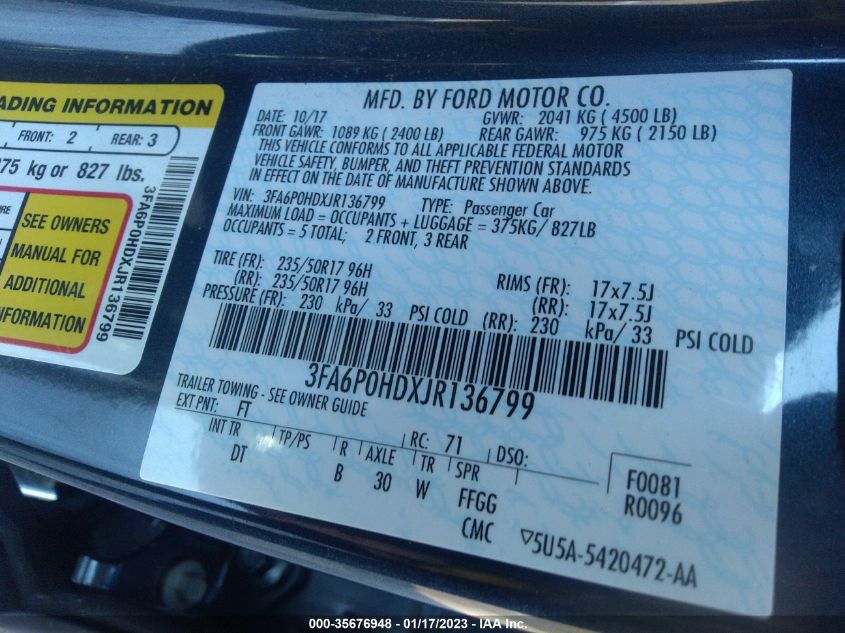 ADING INFORMATION
FRONT: 2 REAR: 3
75 kg or 827 lbs.
SEE OWNERS
MANUAL FOR
ADDITIONAL
INFORMATION
3FA6P0HDXJR136799
MFD. BY FORD MOTOR CO.
DATE: 10/17 GVWR: 2041 KG ( 4500 LB)
FRONT GAWR: 1089 KG ( 2400 LB) REAR GAWR: 975 KG ( 2150 LB)
THIS VEHICLE CONFORMS TO ALL APPLICABLE FEDERAL MOTOR
VEHICLE SAFETY, BUMPER, AND THEFT PREVENTION STANDARDS
IN EFFECT ON THE DATE OF MANUFACTURE SHOWN ABOVE.
VIN: 3FA6P0HDXJR136799 TYPE: Passenger Car
MAXIMUM LOAD = OCCUPANTS + LUGGAGE = 375KG/ 827LB
OCCUPANTS = 5 TOTAL; 2 FRONT, 3 REAR
TIRE (FR): 235/50R17 96H RIMS (FR): 17x7.5J
(RR): 235/50R17 96H (RR): 17x7.5J
PRESSURE (FR): 230 kPa/ 33 PSI COLD (RR): 230 kPa/ 33 PSI COLD
3FA6P0HDXJR136799
TRAILER TOWING - SEE OWNER GUIDE
EXT PNT: FT RC: 71 DSO:
INT TR TP/PS R AXLE TR SPR F0081
DT B 30 W FFGG R0096
CMC ▽5U5A-5420472-AA
000-35676948 - 01/17/2023 - IAA Inc.